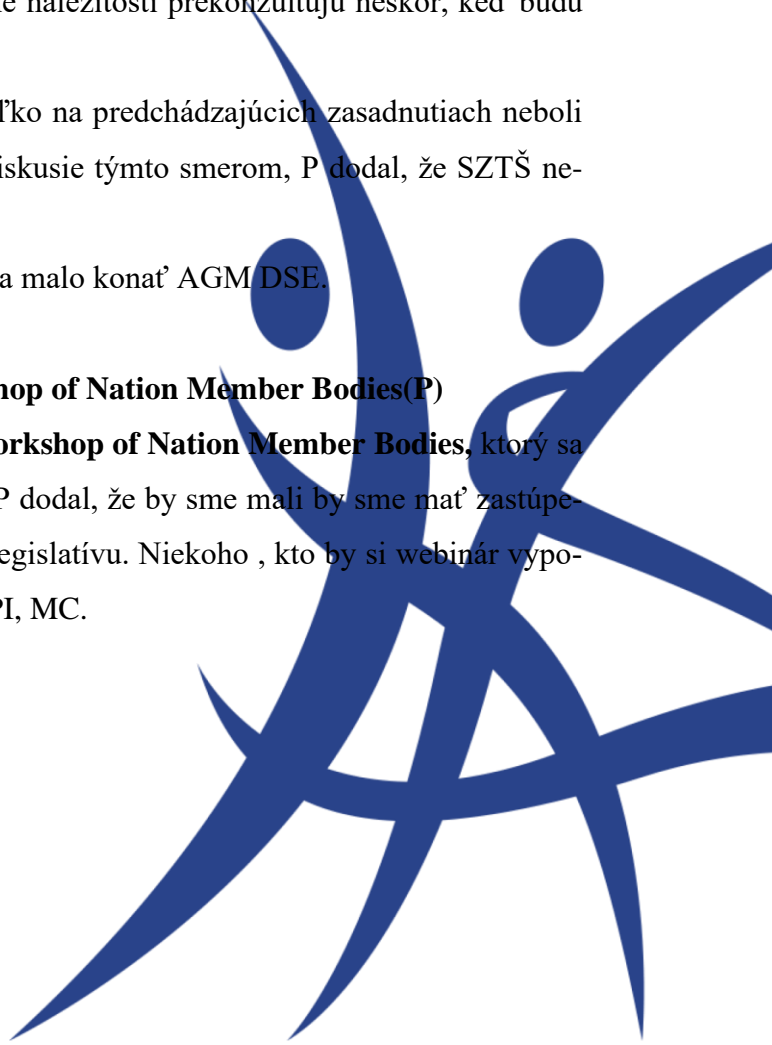 náležitosti prekonzultujú neskôr, keď budú
ľko na predchádzajúcich zasadnutiach neboli
iskusie týmto smerom, P dodal, že SZTŠ ne-
a malo konať AGM DSE.
hop of Nation Member Bodies(P)
orkshop of Nation Member Bodies, ktorý sa
P dodal, že by sme mali by sme mať zastúpe-
egislatívu. Niekoho , kto by si webinár vypo-
PI, MC.